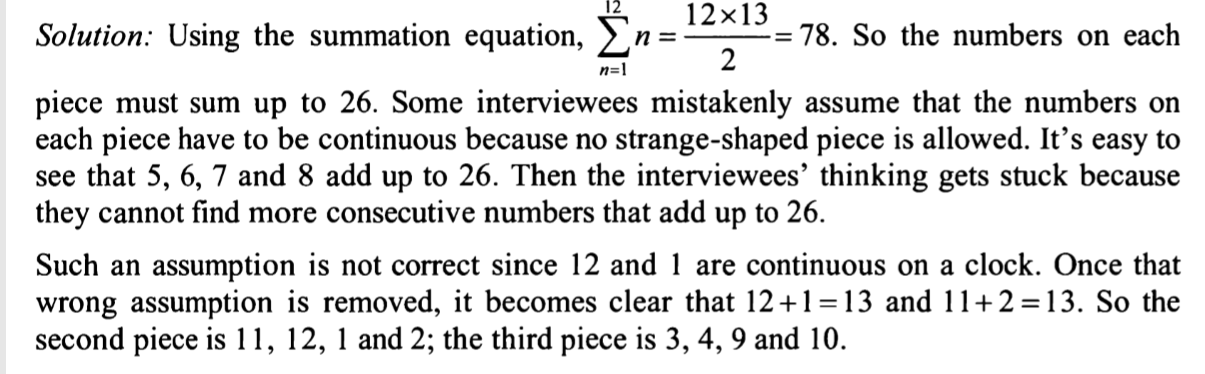 Solution: Using the summation equation, \sum_{n=1}^{12} n = \frac{12×13}{2} = 78. So the numbers on each
piece must sum up to 26. Some interviewees mistakenly assume that the numbers on
each piece have to be continuous because no strange-shaped piece is allowed. It’s easy to
see that 5, 6, 7 and 8 add up to 26. Then the interviewees’ thinking gets stuck because
they cannot find more consecutive numbers that add up to 26.
Such an assumption is not correct since 12 and 1 are continuous on a clock. Once that
wrong assumption is removed, it becomes clear that 12+1=13 and 11+2=13. So the
second piece is 11, 12, 1 and 2; the third piece is 3, 4, 9 and 10.